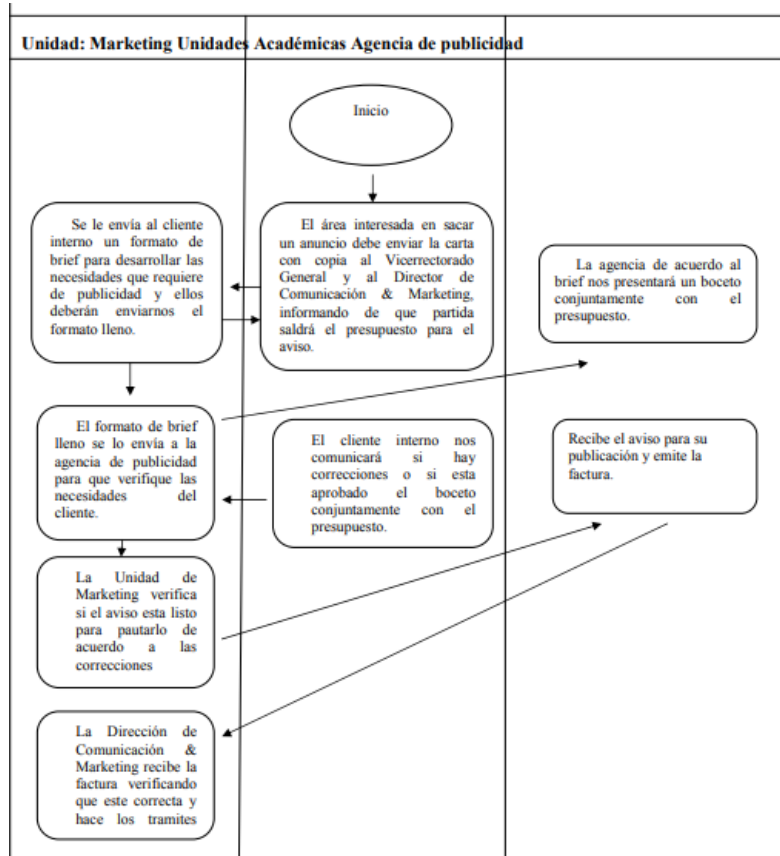 Unidad: Marketing Unidades Académicas Agencia de publicidad
Inicio
Se le envía al cliente
interno un formato de
brief para desarrollar las
necesidades que requiere
de publicidad y ellos
deberán enviarnos el
formato lleno.
El área interesada en sacar
un anuncio debe enviar la carta
con copia al Vicerrectorado
General y al Director de
Comunicación & Marketing,
informando de que partida
saldrá el presupuesto para el
aviso.
La agencia de acuerdo al
brief nos presentará un boceto
conjuntamente con el
presupuesto.
El formato de brief
lleno se lo envía a la
agencia de publicidad
para que verifique las
necesidades del
cliente.
El cliente interno nos
comunicará si hay
correcciones o si esta
aprobado el boceto
conjuntamente con el
presupuesto.
Recibe el aviso para su
publicación y emite la
factura.
La Unidad de
Marketing verifica
si el aviso esta listo
para pautarlo de
acuerdo a las
correcciones
La Dirección de
Comunicación &
Marketing recibe la
factura verificando
que este correcta y
hace los tramites